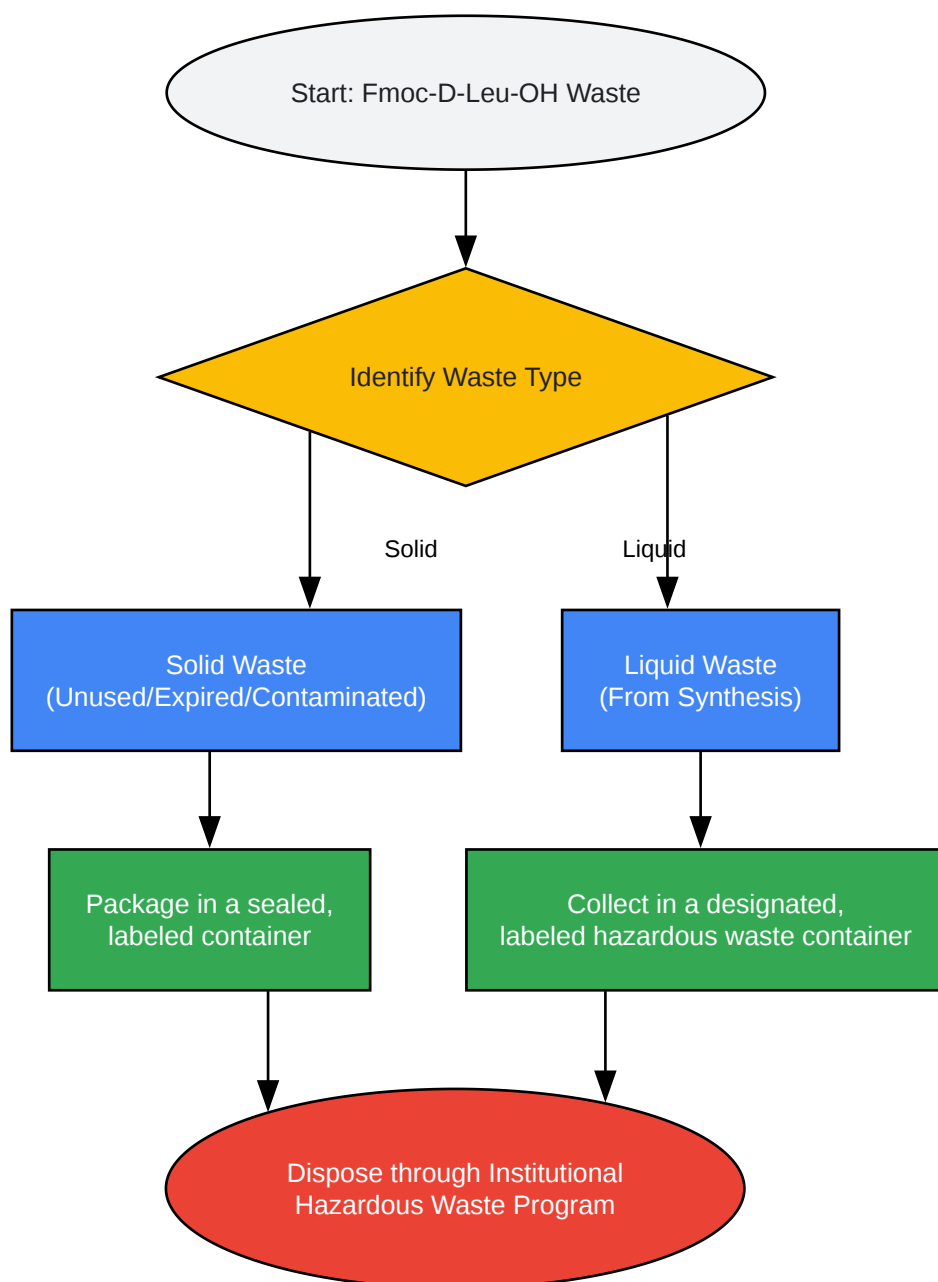 Start: Fmoc-D-Leu-OH Waste
Identify Waste Type
Solid
Liquid
Solid Waste
(Unused/Expired/Contaminated)
Liquid Waste
(From Synthesis)
Package in a sealed,
labeled container
Collect in a designated,
labeled hazardous waste container
Dispose through Institutional
Hazardous Waste Program